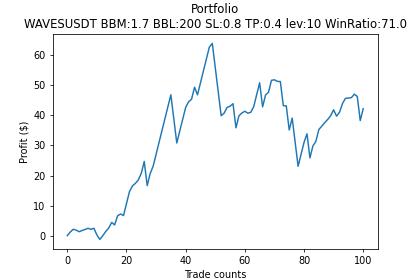 Portfolio
WAVESUSDT BBM:1.7 BBL:200 SL:0.8 TP:0.4 lev:10 WinRatio:71.0
60
50
40
30
20
10
0
Profit ($)
0 20 40 60 80 100
Trade counts